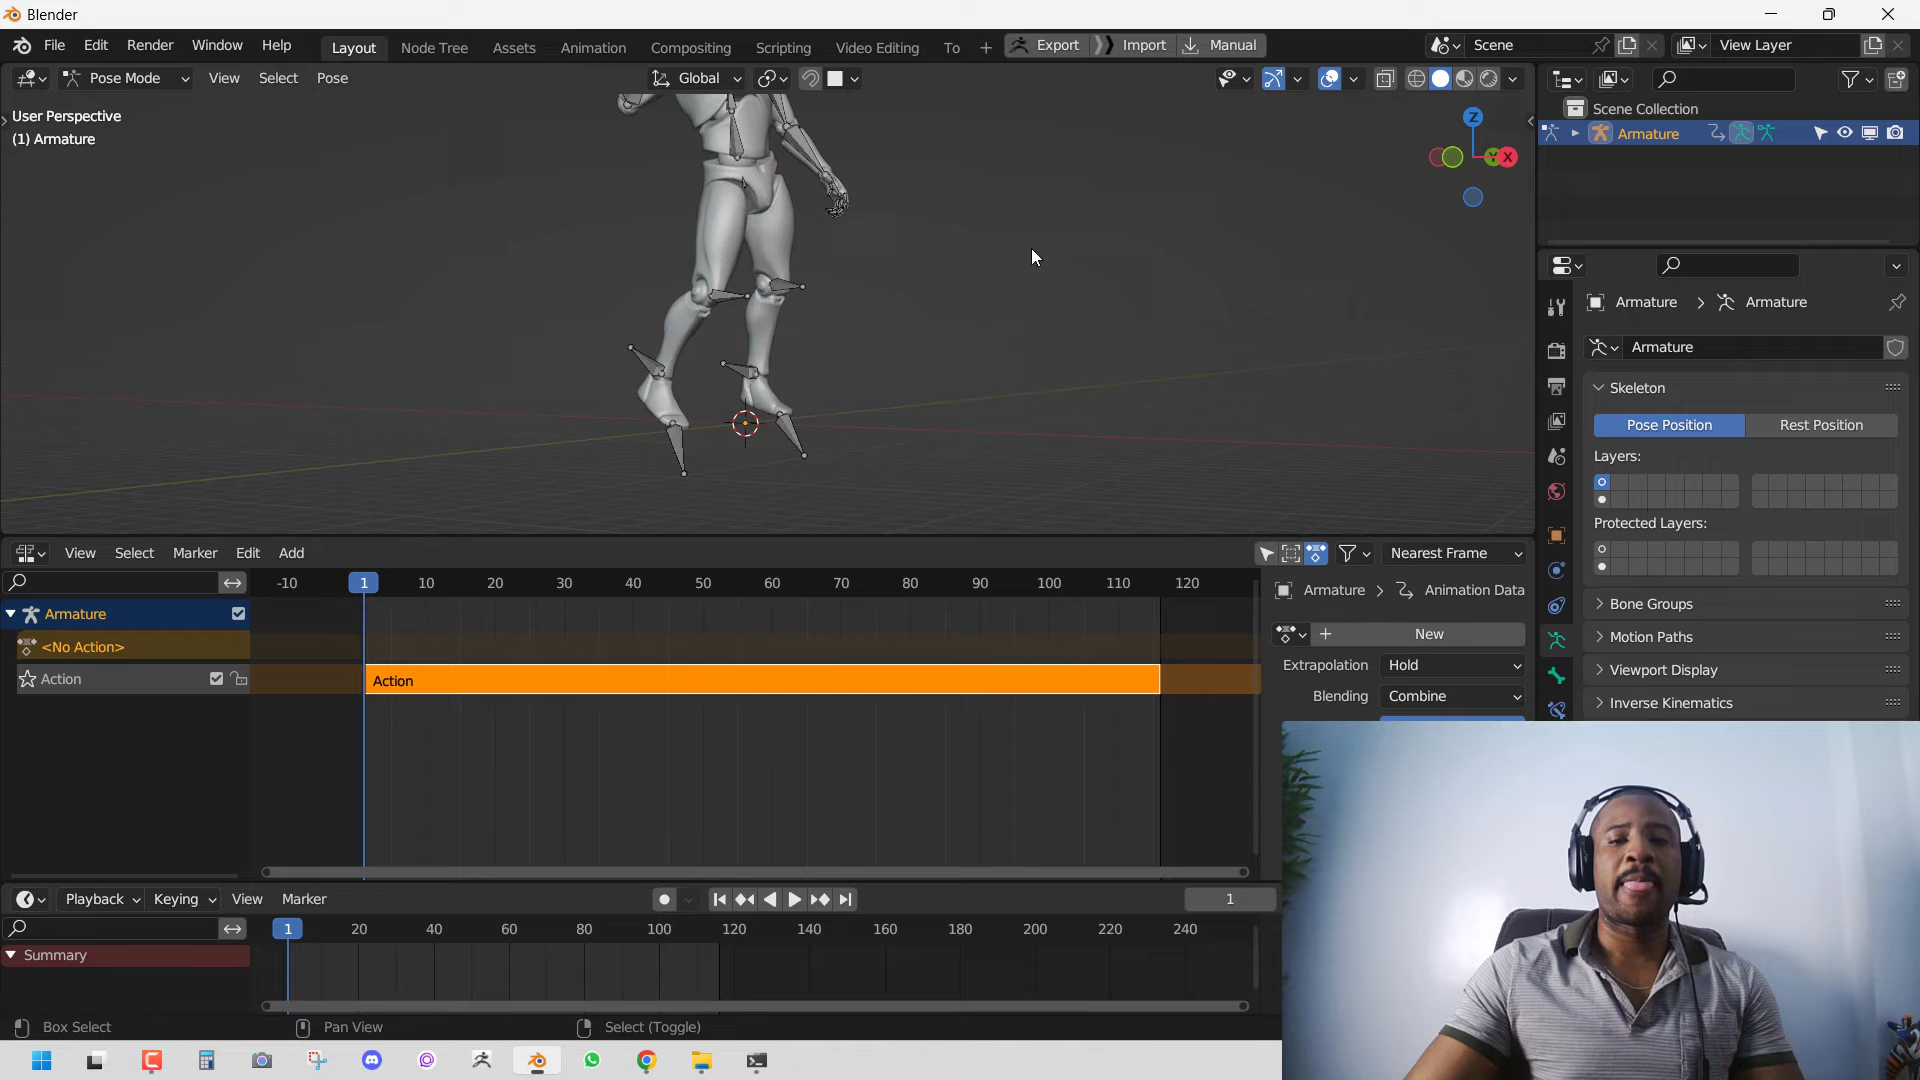 Blender
File Edit Render Window Help Layout Node Tree Assets Animation Compositing Scripting Video Editing To Export Import Manual Scene View Layer
Pose Mode View Select Pose Global
User Perspective
(1) Armature
Z
Y X
Scene Collection
Armature
Armature Armature
Armature
Skeleton
Pose Position Rest Position
Layers:
Protected Layers:
Bone Groups
Motion Paths
Viewport Display
Inverse Kinematics
View Select Marker Edit Add Nearest Frame
-10 1 10 20 30 40 50 60 70 80 90 100 110 120
Armature
<No Action>
Action
Action
Armature Animation Data
New
Extrapolation Hold
Blending Combine
Playback Keying View Marker 1
1 20 40 60 80 100 120 140 160 180 200 220 240
Summary
Box Select Pan View Select (Toggle)